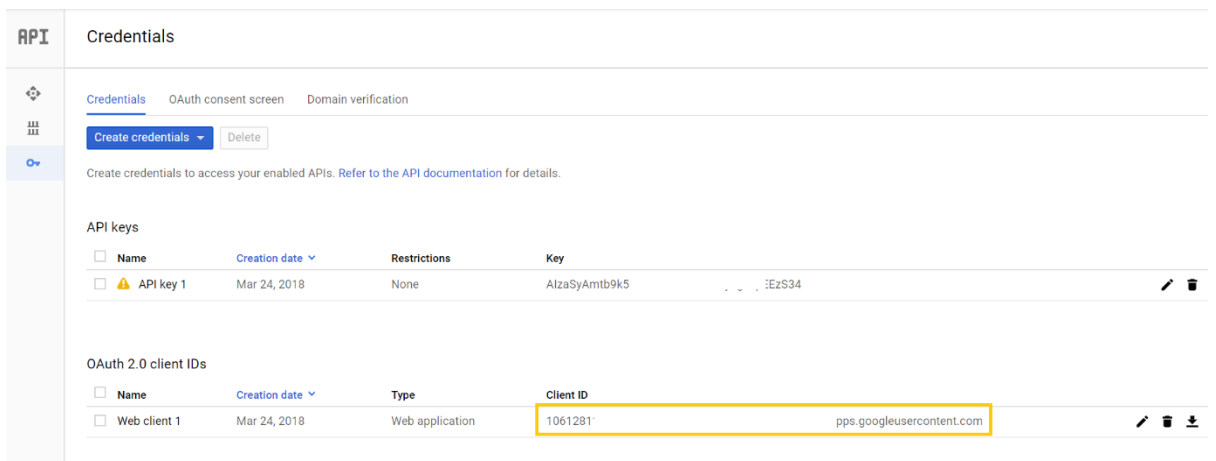 API Credentials
Credentials OAuth consent screen Domain verification
Create credentials Delete
Create credentials to access your enabled APIs. Refer to the API documentation for details.
API keys
Name Creation date Restrictions Key
API key 1 Mar 24, 2018 None AIzaSyAmtb9k5 EzS34
OAuth 2.0 client IDs
Name Creation date Type Client ID
Web client 1 Mar 24, 2018 Web application 1061281 pps.googleusercontent.com